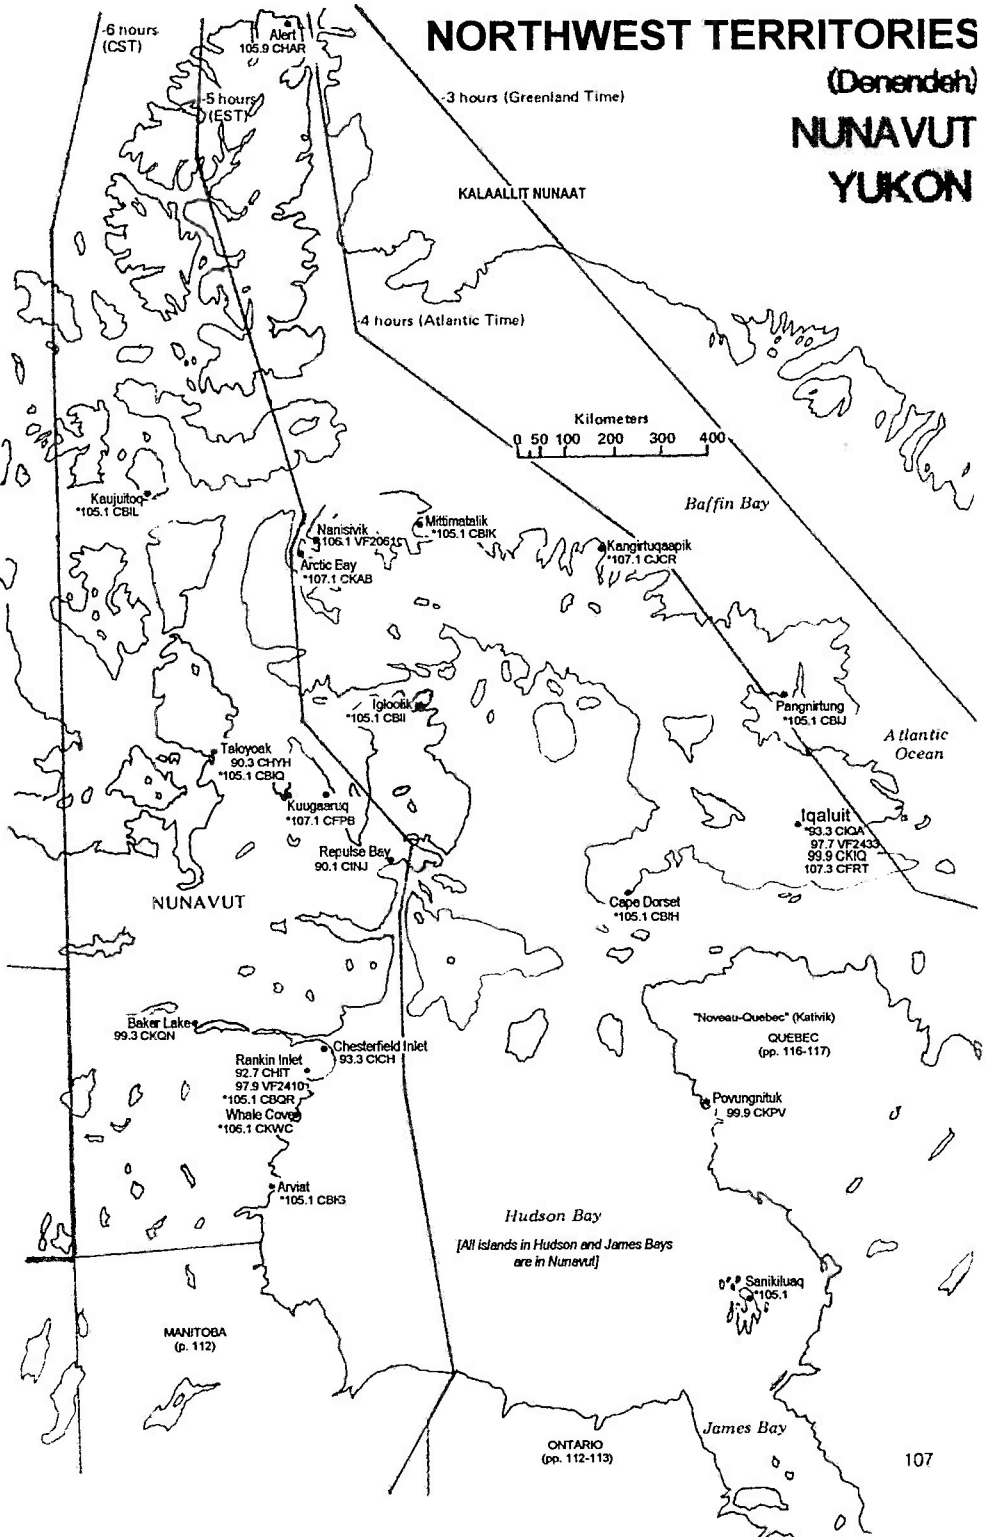 NORTHWEST TERRITORIES
(Denendeh)
NUNAVUT
YUKON
-6 hours
(CST)
Alert
105.9 CHAR
-5 hours
(EST)
-3 hours (Greenland Time)
KALAALLIT NUNAAT
-4 hours (Atlantic Time)
Kilometers
0 50 100 200 300 400
Baffin Bay
Kaujuitoq
*105.1 CBIL
Nanisivik
*106.1 VF2061
Arctic Bay
*107.1 CKAB
Mittimatalik
*105.1 CBIK
Kangirtuqaapik
*107.1 CJCR
Igloolik
*105.1 CBII
Pangnirtung
*105.1 CBIJ
Atlantic
Ocean
Taloyoak
90.3 CHYH
*105.1 CBIQ
Kuugaaruq
*107.1 CFPB
Iqaluit
*93.3 CIQA
97.7 VF2433
99.9 CKIQ
107.3 CFRT
Repulse Bay
90.1 CINJ
NUNAVUT
Cape Dorset
*105.1 CBIH
Baker Lake
99.3 CKQN
"Noveau-Quebec" (Kativik)
QUEBEC
(pp. 116-117)
Chesterfield Inlet
93.3 CICH
Rankin Inlet
92.7 CHIT
97.9 VF2410
*105.1 CBQR
Whale Cove
*106.1 CKWC
Povungnituk
99.9 CKPV
Arviat
*105.1
Hudson Bay
[All islands in Hudson and James Bays
are in Nunavut]
Sanikiluaq
*105.1
MANITOBA
(p. 112)
James Bay
ONTARIO
(pp. 112-113)
107